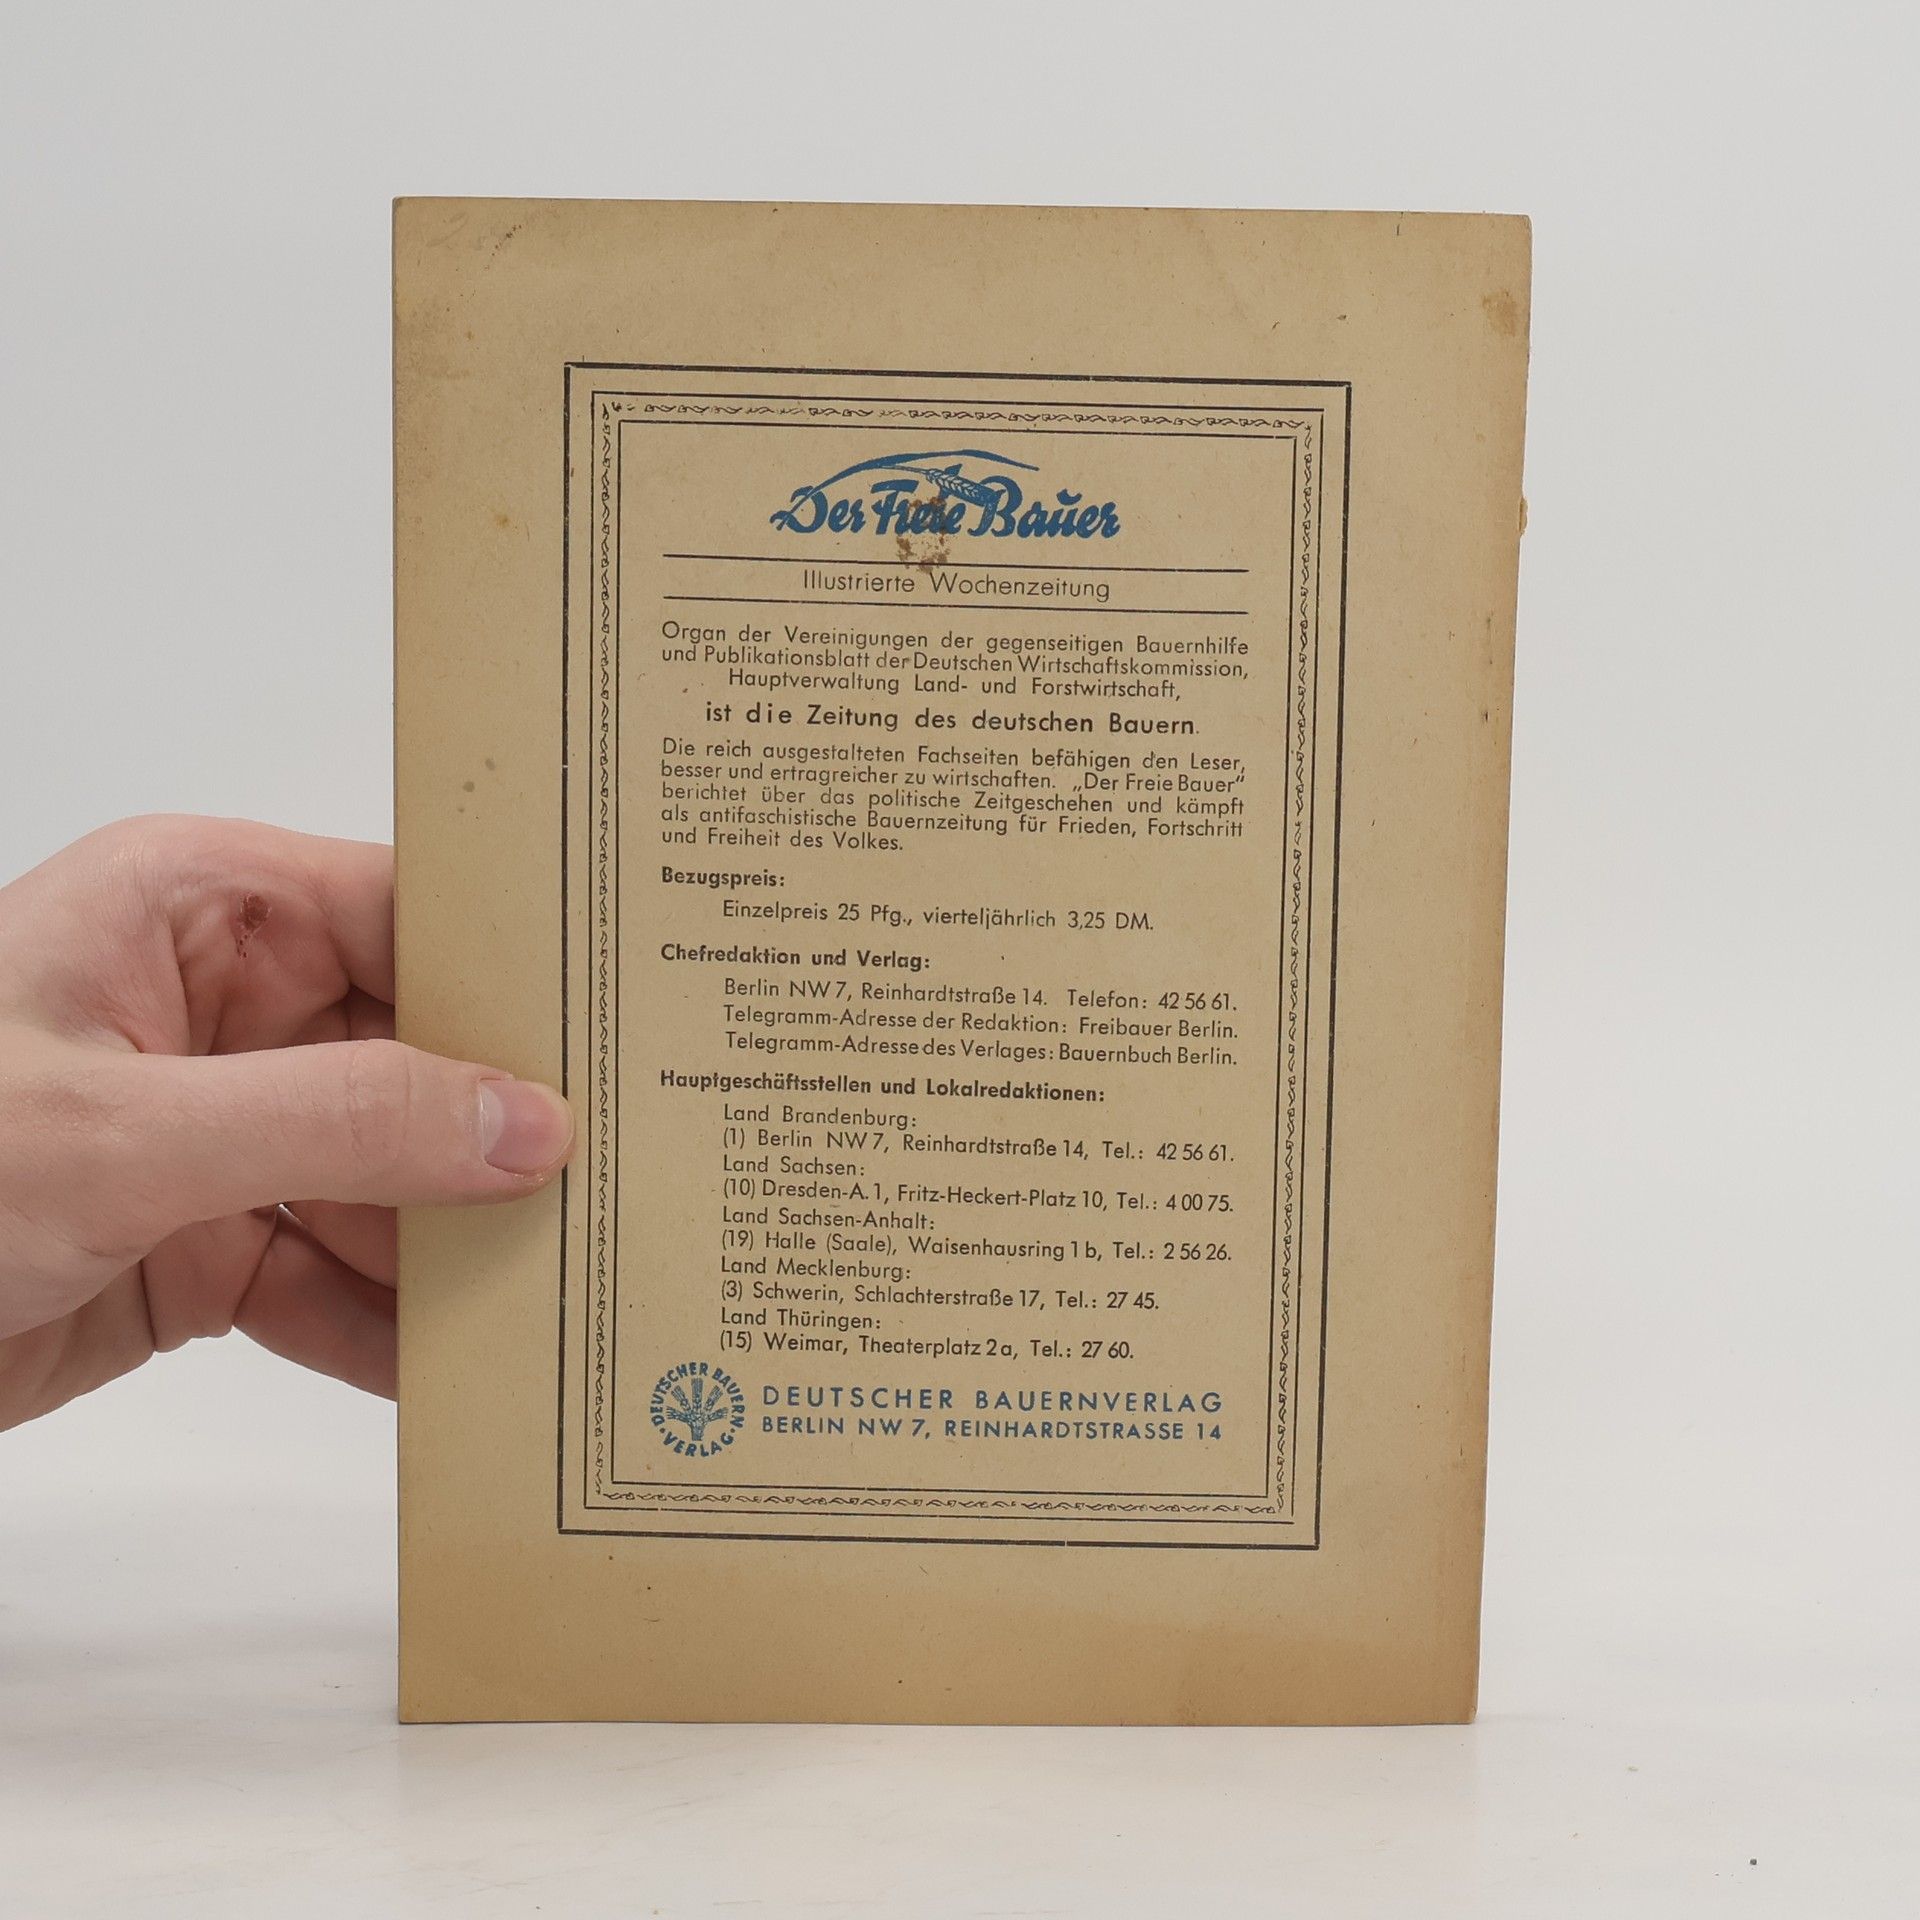 Der Freie Bauer
Illustrierte Wochenzeitung
Organ der Vereinigungen der gegenseitigen Bauernhilfe
und Publikationsblatt der Deutschen Wirtschaftskommission,
Hauptverwaltung Land- und Forstwirtschaft,
ist die Zeitung des deutschen Bauern.
Die reich ausgestalteten Fachseiten befähigen den Leser,
besser und ertragreicher zu wirtschaften. „Der Freie Bauer“
berichtet über das politische Zeitgeschehen und kämpft
als antifaschistische Bauernzeitung für Frieden, Fortschritt
und Freiheit des Volkes.
Bezugspreis:
Einzelpreis 25 Pfg., vierteljährlich 3,25 DM.
Chefredaktion und Verlag:
Berlin NW 7, Reinhardtstraße 14. Telefon: 42 56 61.
Telegramm-Adresse der Redaktion: Freibauer Berlin.
Telegramm-Adresse des Verlages: Bauernbuch Berlin.
Hauptgeschäftsstellen und Lokalredaktionen:
Land Brandenburg:
(1) Berlin NW 7, Reinhardtstraße 14, Tel.: 42 56 61.
Land Sachsen:
(10) Dresden-A. 1, Fritz-Heckert-Platz 10, Tel.: 4 00 75.
Land Sachsen-Anhalt:
(19) Halle (Saale), Waisenhausring 1 b, Tel.: 2 56 26.
Land Mecklenburg:
(3) Schwerin, Schlachterstraße 17, Tel.: 27 45.
Land Thüringen:
(15) Weimar, Theaterplatz 2 a, Tel.: 27 60.
DEUTSCHER BAUERN VERLAG
DEUTSCHER BAUERNVERLAG
BERLIN NW 7, REINHARDTSTRASSE 14